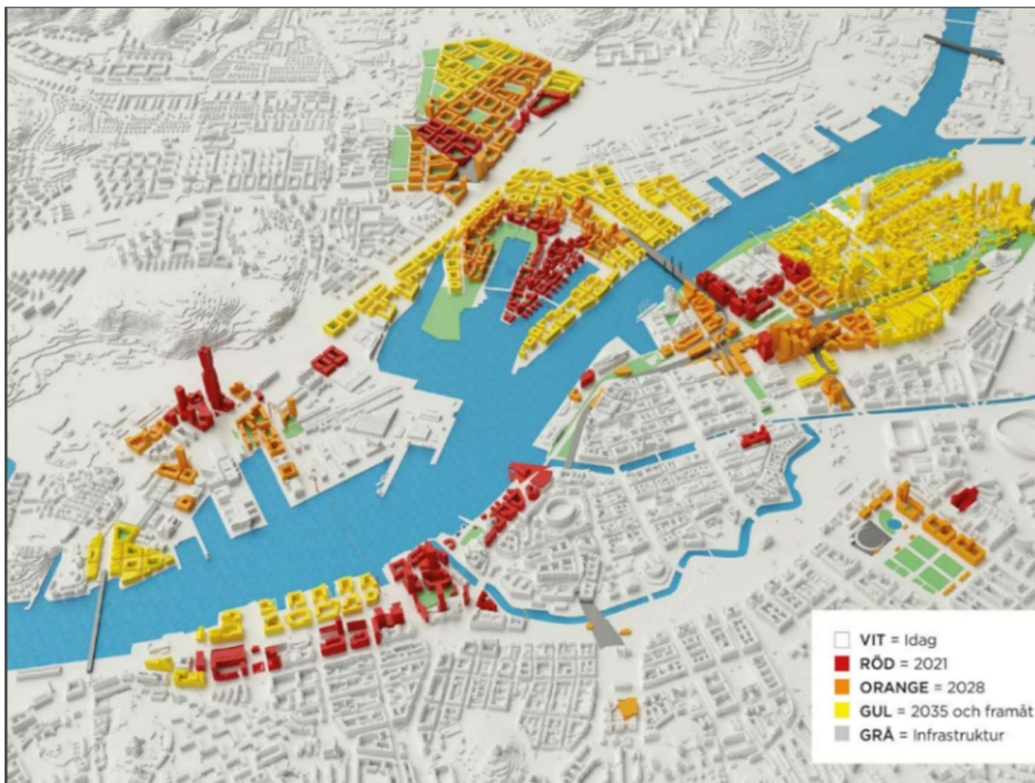 VIT = Idag
RÖD = 2021
ORANGE = 2028
GUL = 2035 och framåt
GRÅ = Infrastruktur